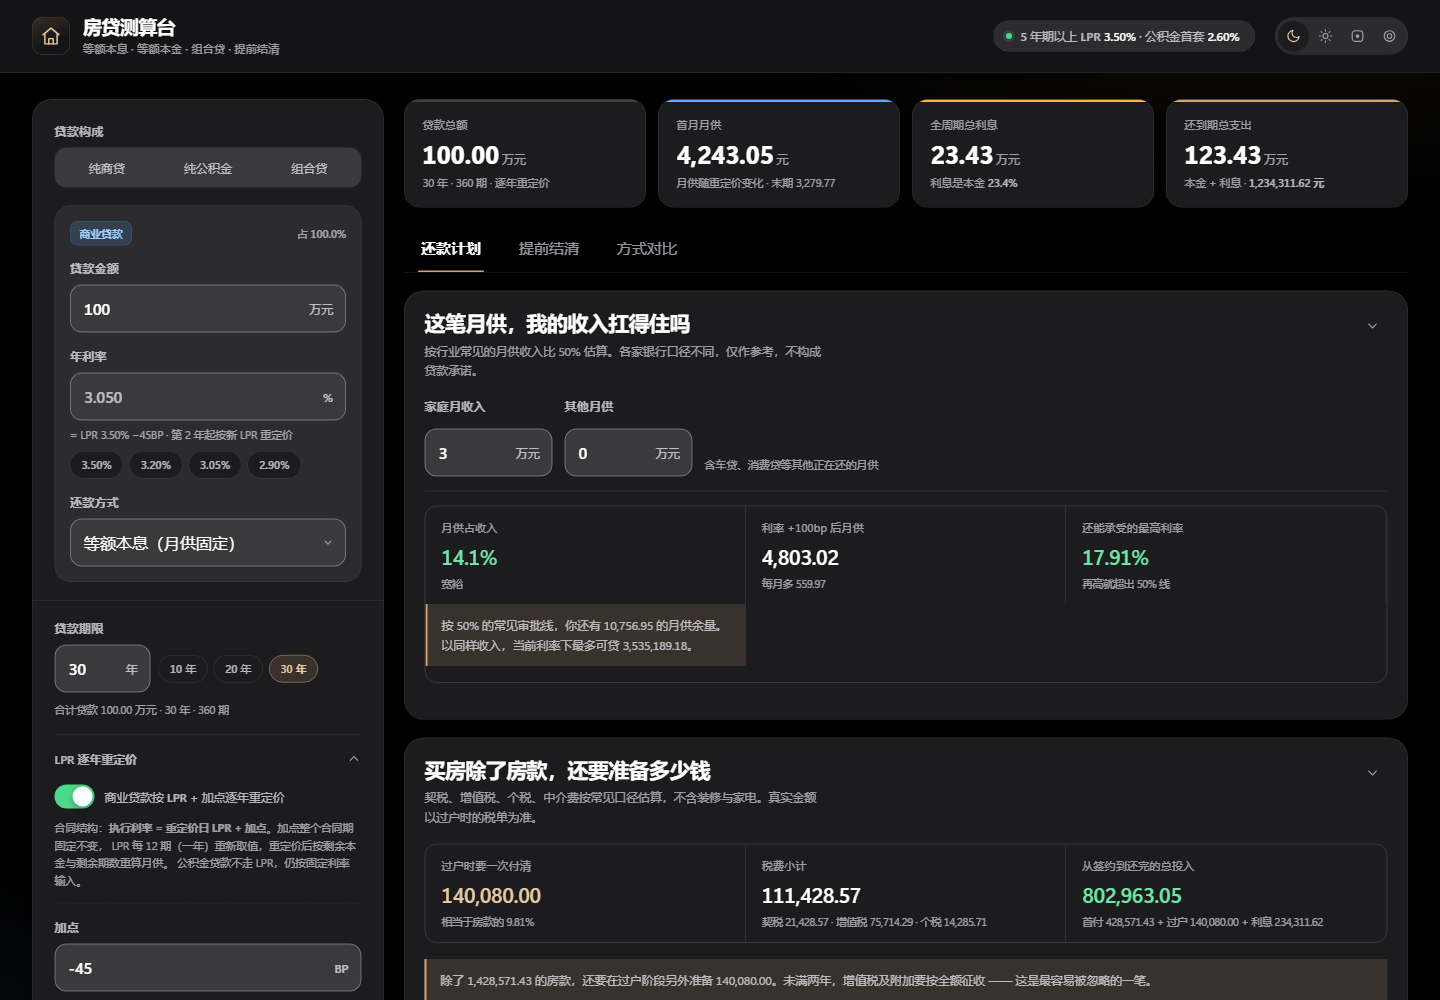 房贷测算台
等额本息 · 等额本金 · 组合贷 · 提前结清
5 年期以上 LPR 3.50% · 公积金首套 2.60%
贷款构成
纯商贷 纯公积金 组合贷
商业贷款 占 100.0%
贷款金额
100 万元
年利率
3.050 %
= LPR 3.50% −45BP · 第 2 年起按新 LPR 重定价
3.50% 3.20% 3.05% 2.90%
还款方式
等额本息（月供固定）
贷款期限
30 年 10 年 20 年 30 年
合计贷款 100.00 万元 · 30 年 · 360 期
LPR 逐年重定价
商业贷款按 LPR + 加点逐年重定价
合同结构：执行利率 = 重定价日 LPR + 加点。加点整个合同期
固定不变， LPR 每 12 期（一年）重新取值，重定价后按剩余本
金与剩余期数重算月供。 公积金贷款不走 LPR，仍按固定利率
输入。
加点
-45 BP
贷款总额
100.00 万元
30 年 · 360 期 · 逐年重定价
首月月供
4,243.05 元
月供随重定价变化 · 末期 3,279.77
全周期总利息
23.43 万元
利息是本金 23.4%
还到期总支出
123.43 万元
本金 + 利息 · 1,234,311.62 元
还款计划 提前结清 方式对比
这笔月供，我的收入扛得住吗
按行业常见的月供收入比 50% 估算。各家银行口径不同，仅作参考，不构成
贷款承诺。
家庭月收入 其他月供
3 万元 0 万元 含车贷、消费贷等其他正在还的月供
月供占收入
14.1%
宽裕
利率 +100bp 后月供
4,803.02
每月多 559.97
还能承受的最高利率
17.91%
再高就超出 50% 线
按 50% 的常见审批线，你还有 10,756.95 的月供余量。
以同样收入，当前利率下最多可贷 3,535,189.18。
买房除了房款，还要准备多少钱
契税、增值税、个税、中介费按常见口径估算，不含装修与家电。真实金额
以过户时的税单为准。
过户时要一次付清
140,080.00
相当于房款的 9.81%
税费小计
111,428.57
契税 21,428.57 · 增值税 75,714.29 · 个税 14,285.71
从签约到还完的总投入
802,963.05
首付 428,571.43 + 过户 140,080.00 + 利息 234,311.62
除了 1,428,571.43 的房款，还要在过户阶段另外准备 140,080.00。未满两年，增值税及附加要按全额征收 —— 这是最容易被忽略的一笔。